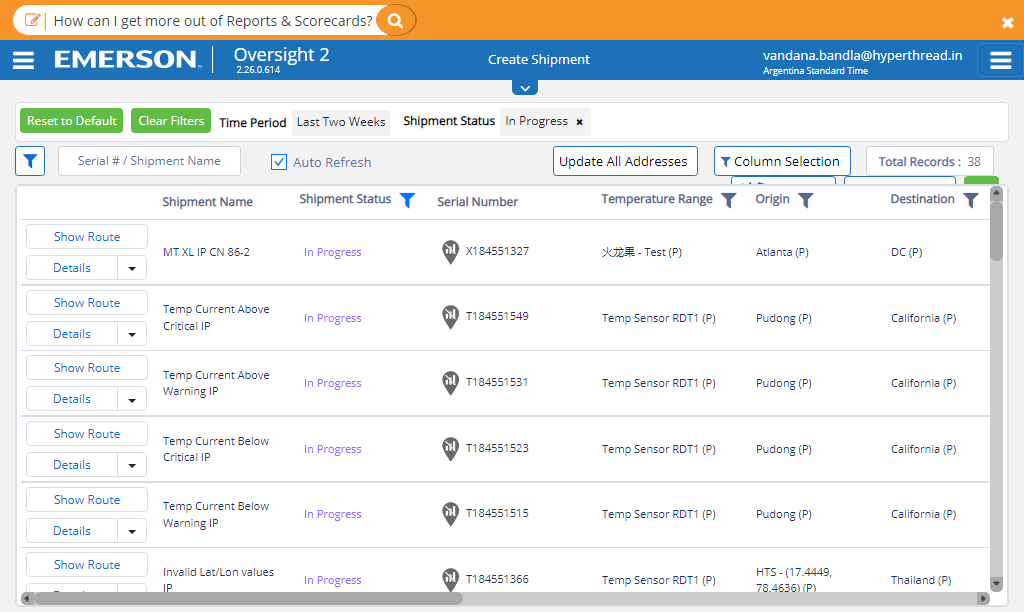 How can I get more out of Reports & Scorecards?
EMERSON
Oversight 2
2.26.0.614
Create Shipment
vandana.bandla@hyperthread.in
Argentina Standard Time
Reset to Default
Clear Filters
Time Period
Last Two Weeks
Shipment Status
In Progress ×
Serial # / Shipment Name
Auto Refresh
Update All Addresses
Column Selection
Total Records : 38
Shipment Name
Shipment Status
Serial Number
Temperature Range
Origin
Destination
Show Route
Details
MT XL IP CN 86-2
In Progress
X184551327
火龙果 - Test (P)
Atlanta (P)
DC (P)
Show Route
Details
Temp Current Above
Critical IP
In Progress
T184551549
Temp Sensor RDT1 (P)
Pudong (P)
California (P)
Show Route
Details
Temp Current Above
Warning IP
In Progress
T184551531
Temp Sensor RDT1 (P)
Pudong (P)
California (P)
Show Route
Details
Temp Current Below
Critical IP
In Progress
T184551523
Temp Sensor RDT1 (P)
Pudong (P)
California (P)
Show Route
Details
Temp Current Below
Warning IP
In Progress
T184551515
Temp Sensor RDT1 (P)
Pudong (P)
California (P)
Show Route
Invalid Lat/Lon values
IP
In Progress
T184551366
Temp Sensor RDT1 (P)
HTS - (17.4449,
78.4636) (P)
Thailand (P)